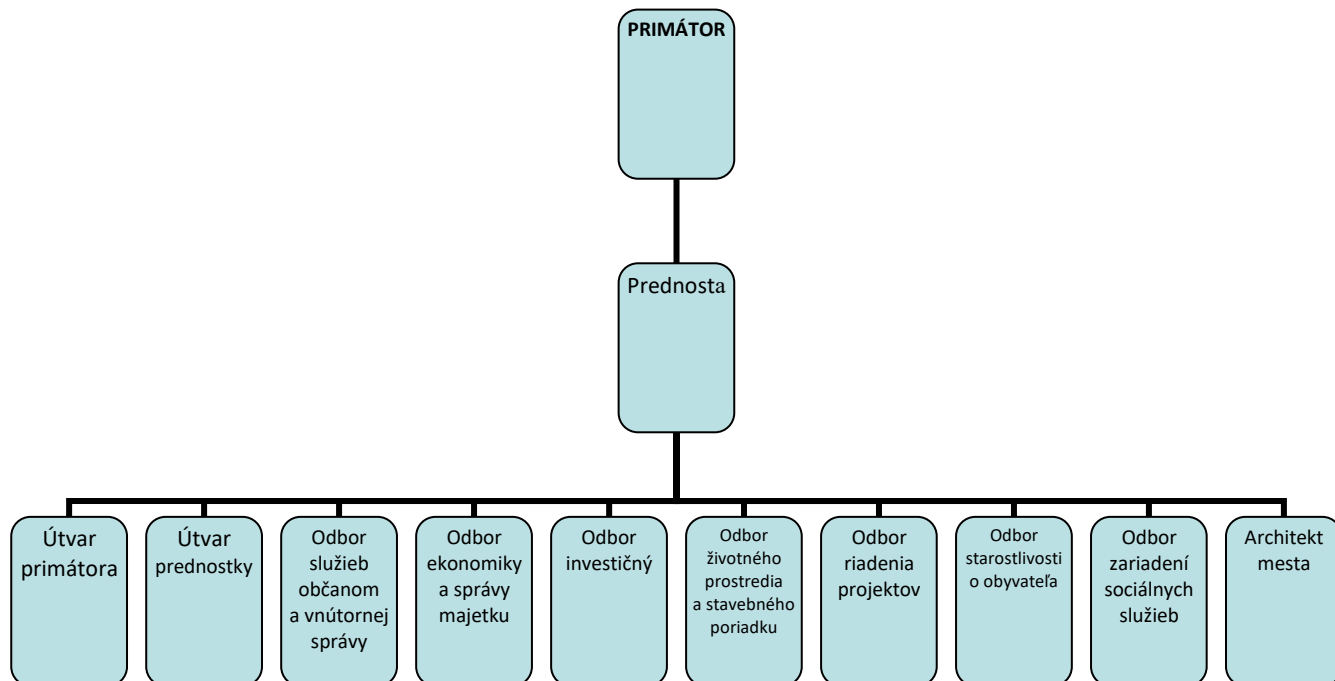 PRIMÁTOR
Prednosta
Útvar
primátora
Útvar
prednostky
Odbor
služieb
občanom
a vnútornej
správy
Odbor
ekonomiky
a správy
majetku
Odbor
investičný
Odbor
životného
prostredia
a stavebného
poriadku
Odbor
riadenia
projektov
Odbor
starostlivosti
o obyvateľa
Odbor
zariadení
sociálnych
služieb
Architekt
mesta